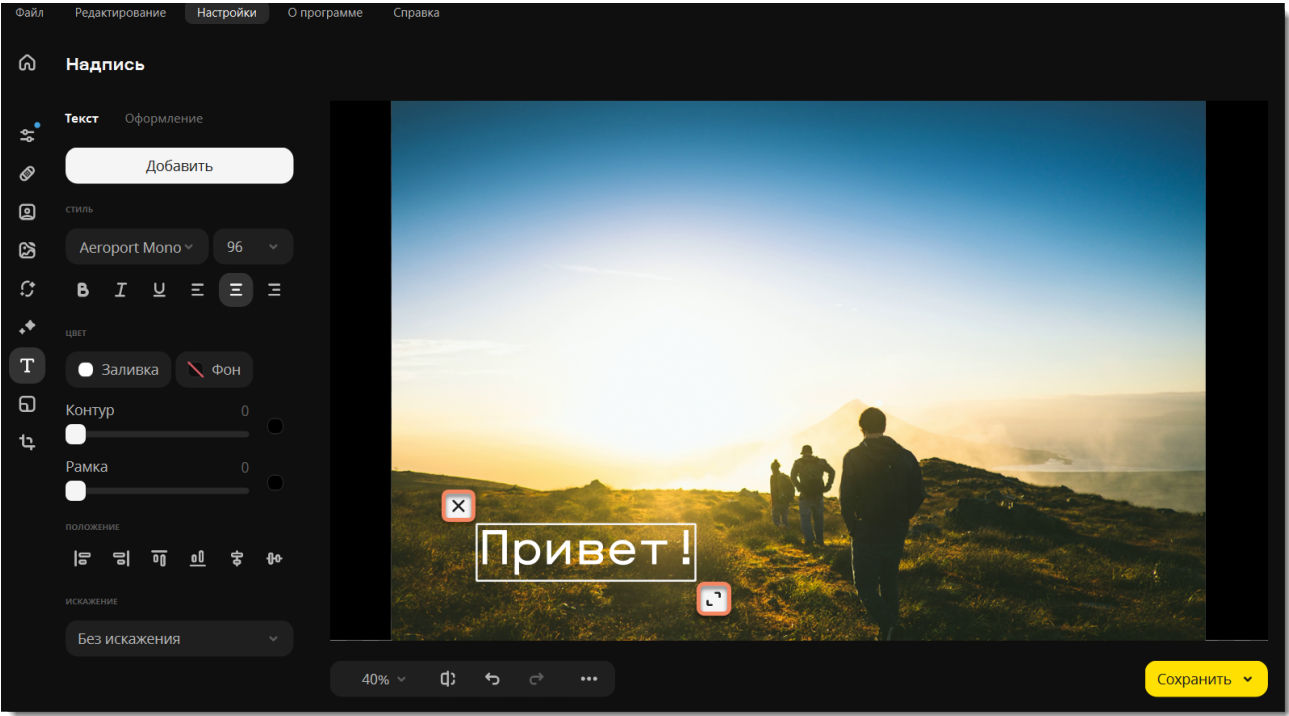 Файл Редактирование Настройки О программе Справка
Надпись
Текст Оформление
Добавить
СТИЛЬ
Aeroport Mono 96
B I U
ЦВЕТ
Заливка Фон
Контур 0
Рамка 0
ПОЛОЖЕНИЕ
ИСКАЖЕНИЕ
Без искажения
Привет!
40%
Сохранить